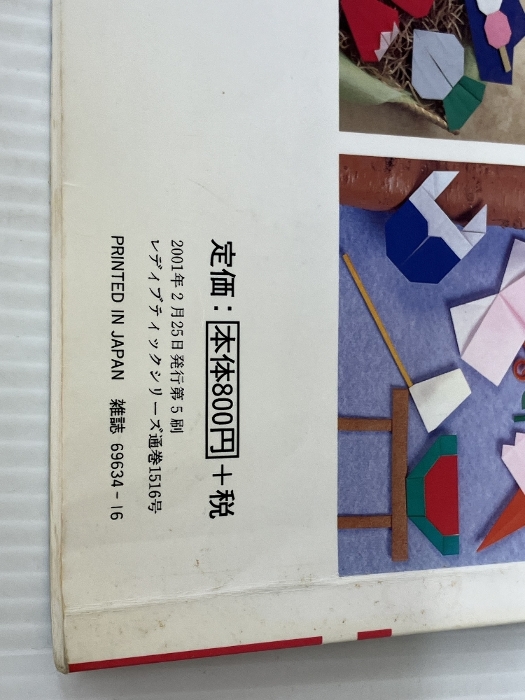 定価：本体800円＋税
2001年2月25日発行第5刷
レディブティックシリーズ通巻1516号
PRINTED IN JAPAN 雑誌 69634-16